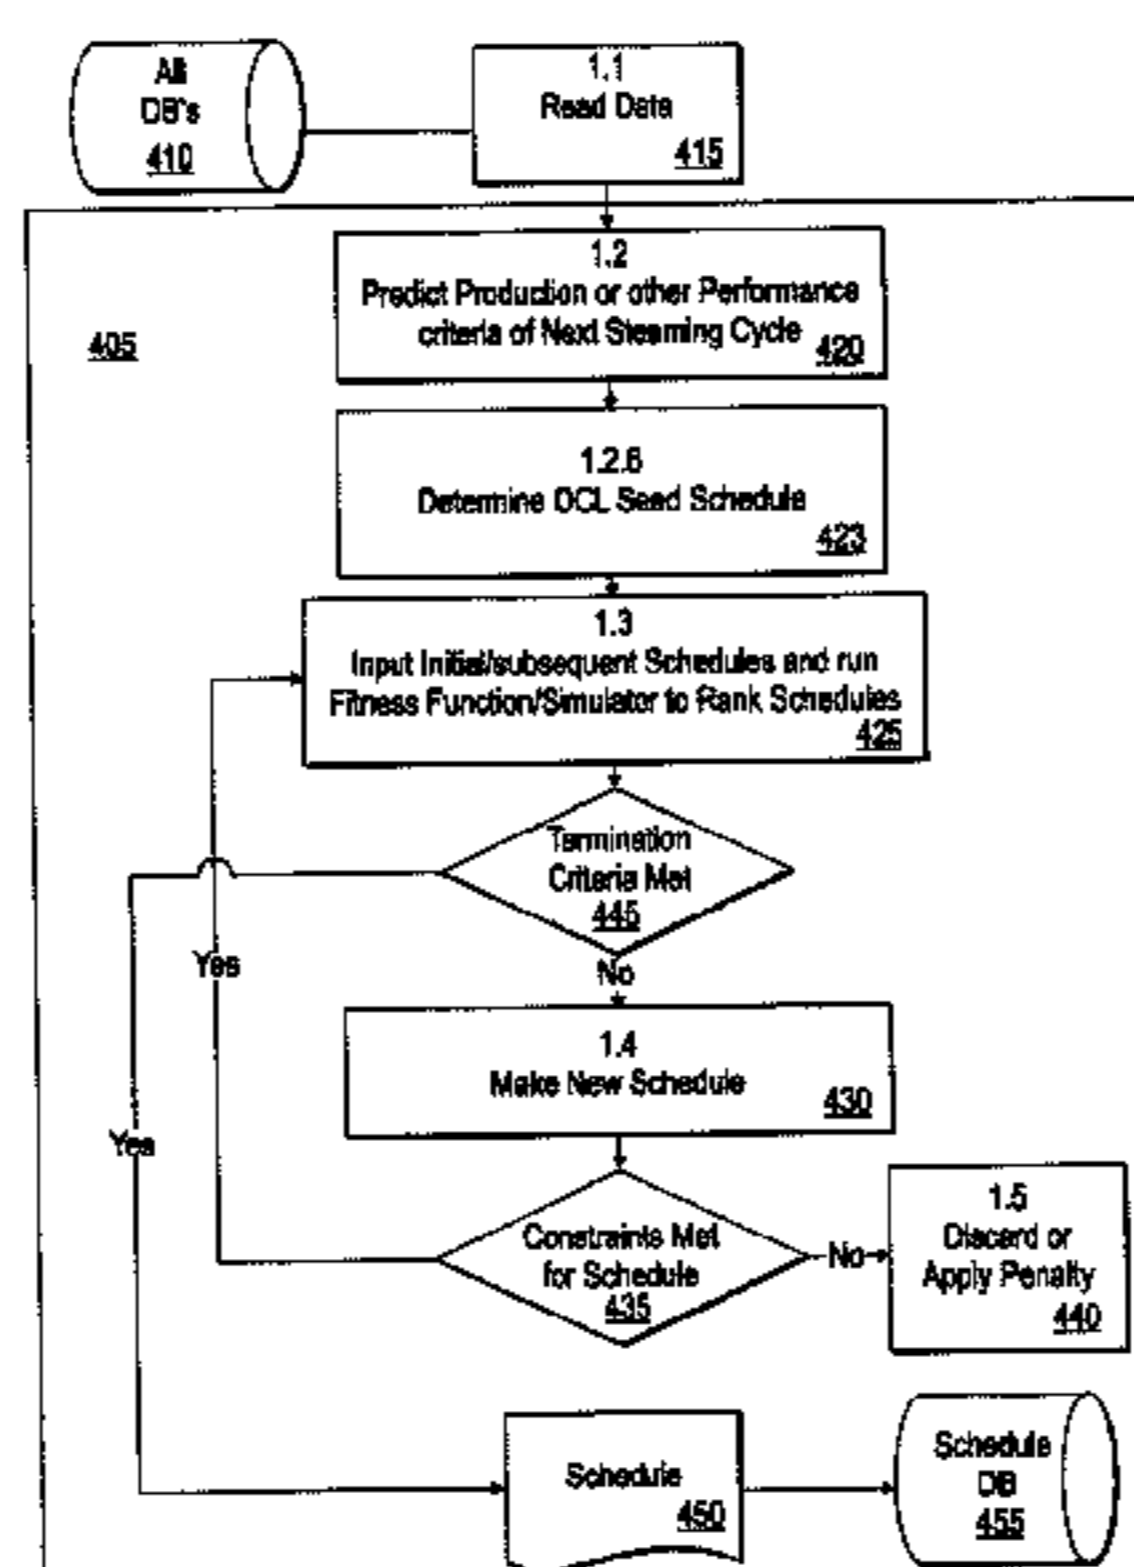 All
DB's
410
1.1
Read Data
415
405
1.2
Predict Production or other Performance
criteria of Next Steaming Cycle
420
1.2.6
Determine OCL Seed Schedule
423
1.3
Input Initial/subsequent Schedules and run
Fitness Function/Simulator to Rank Schedules
425
Termination
Criteria Met
445
Yes
No
1.4
Make New Schedule
430
Yes
Constraints Met
for Schedule
435
No
1.5
Discard or
Apply Penalty
440
Schedule
450
Schedule
DB
455